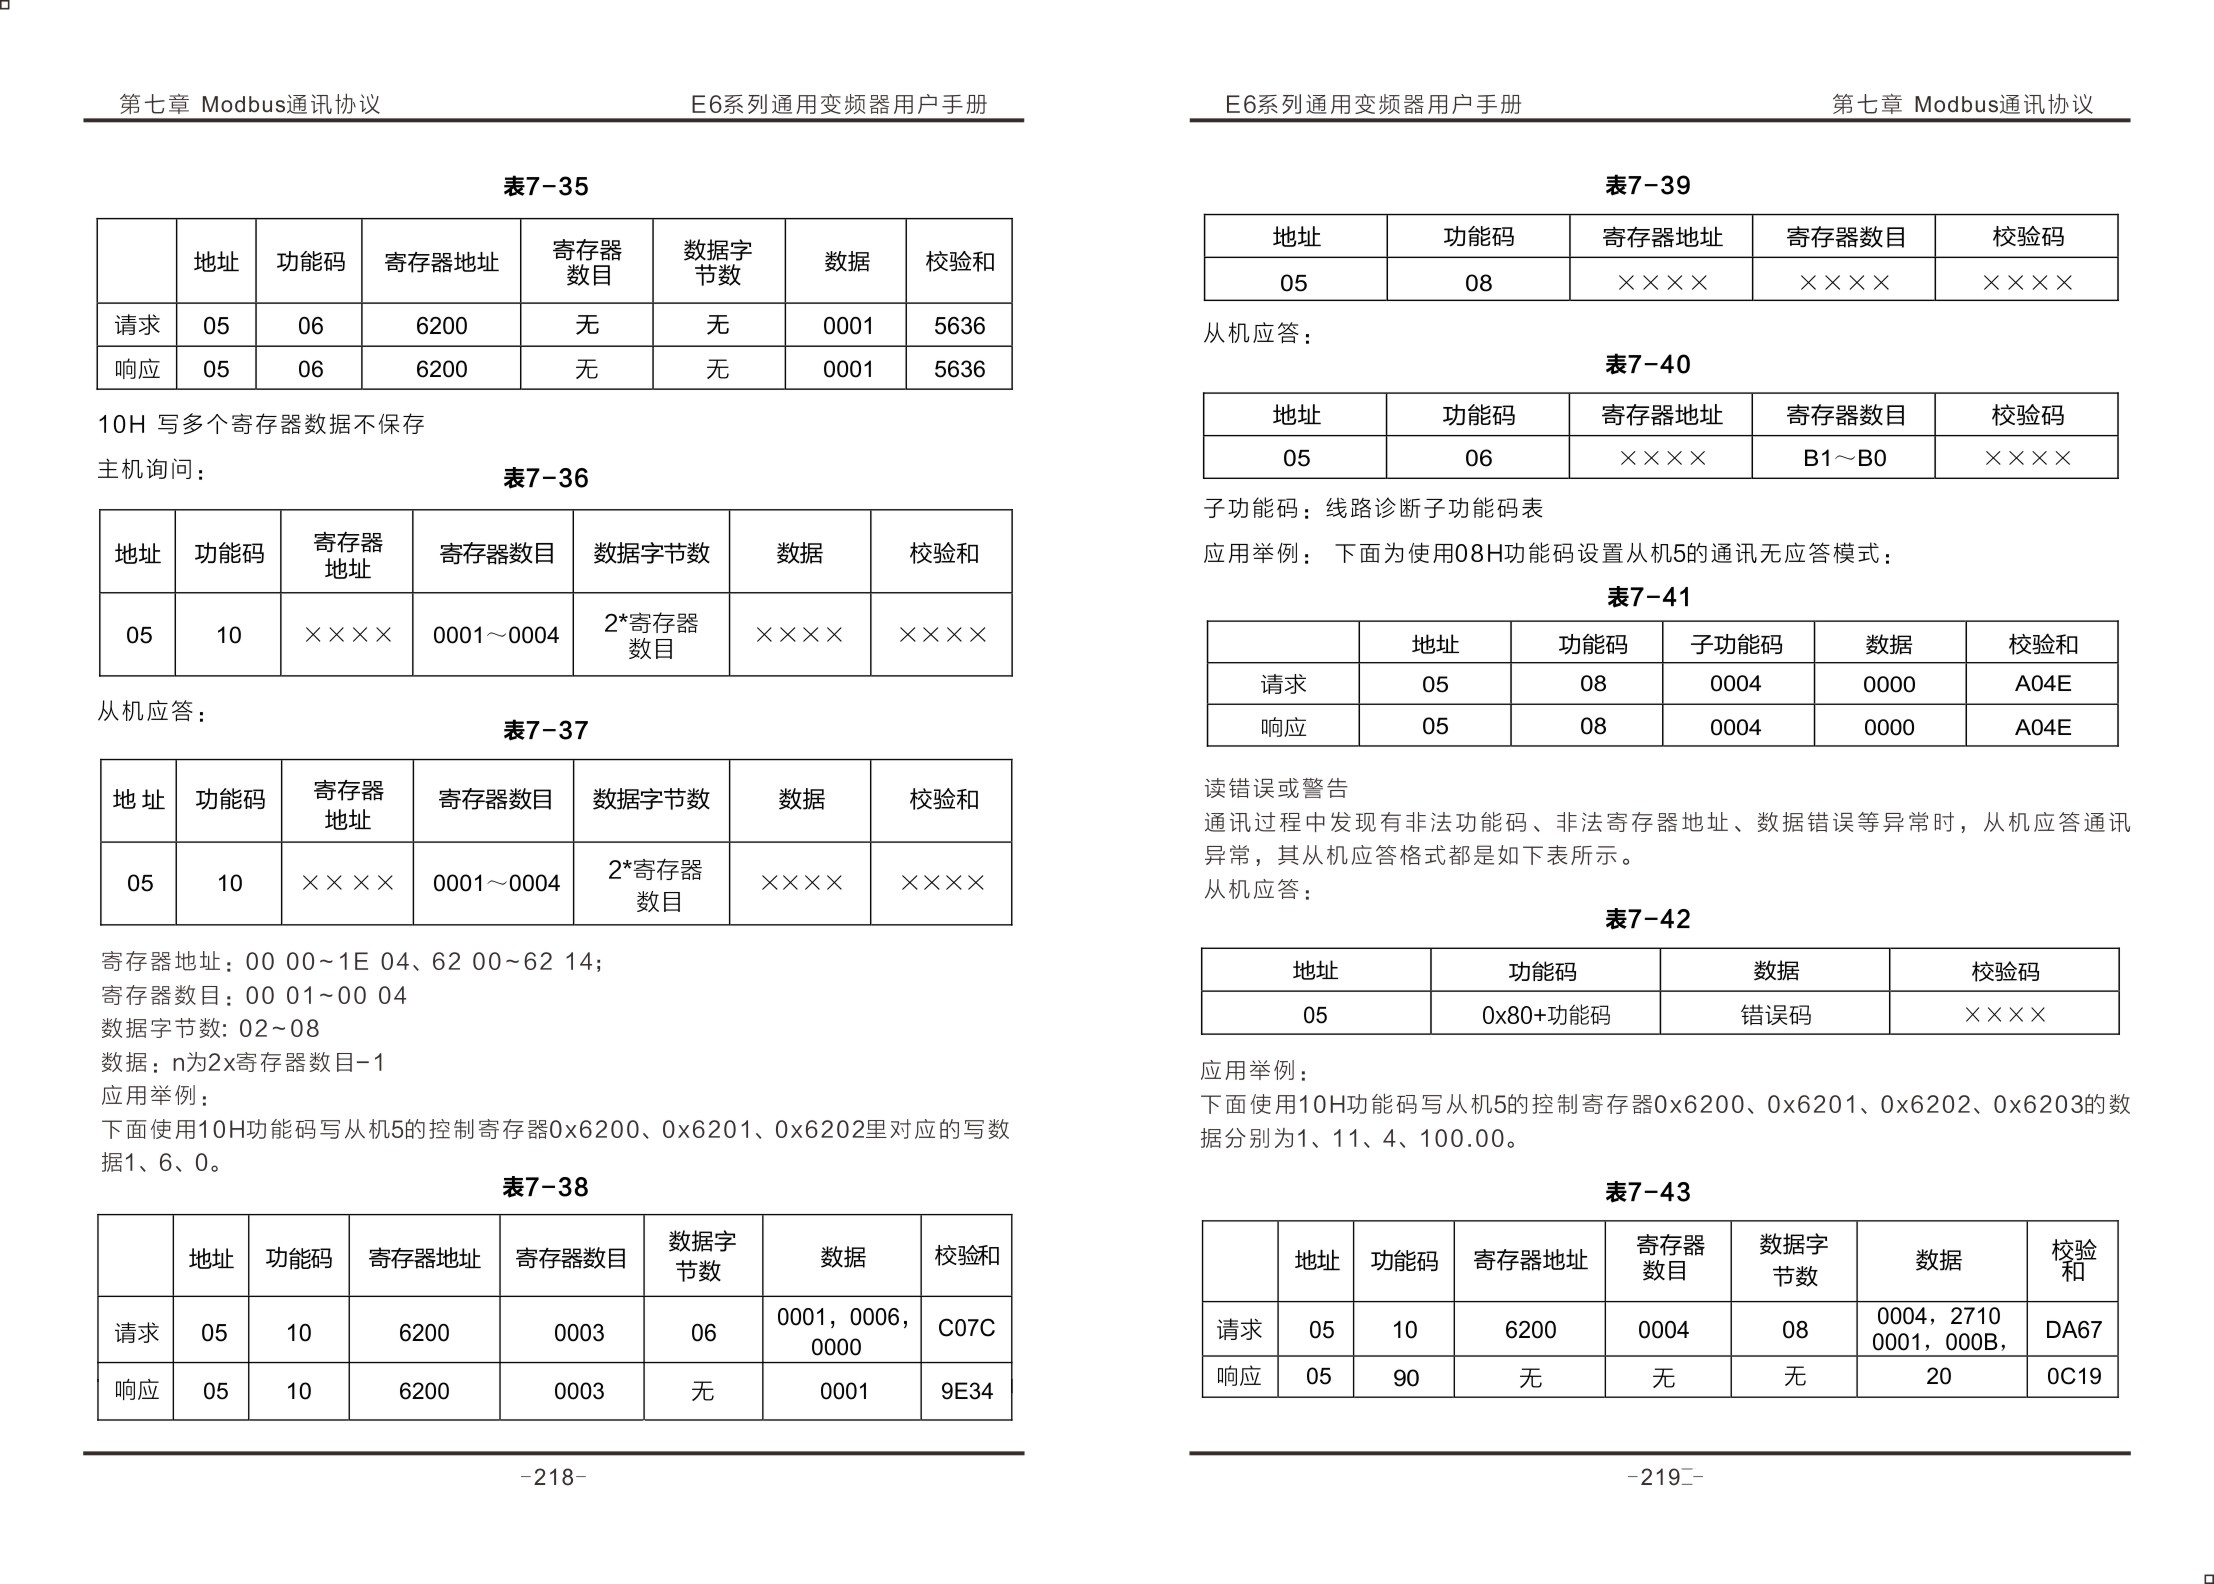 第七章 Modbus通讯协议 E6系列通用变频器用户手册
表7-35
地址 功能码 寄存器地址 寄存器数目 数据字节数 数据 校验和
请求 05 06 6200 无 无 0001 5636
响应 05 06 6200 无 无 0001 5636
10H 写多个寄存器数据不保存
主机询问：
表7-36
地址 功能码 寄存器地址 寄存器数目 数据字节数 数据 校验和
05 10 ×××× 0001～0004 2*寄存器数目 ×××× ××××
从机应答：
表7-37
地 址 功能码 寄存器地址 寄存器数目 数据字节数 数据 校验和
05 10 ×××× 0001～0004 2*寄存器数目 ×××× ××××
寄存器地址：00 00~1E 04、62 00~62 14；
寄存器数目：00 01~00 04
数据字节数: 02~08
数据：n为2x寄存器数目-1
应用举例：
下面使用10H功能码写从机5的控制寄存器0x6200、0x6201、0x6202里对应的写数
据1、6、0。
表7-38
地址 功能码 寄存器地址 寄存器数目 数据字节数 数据 校验和
请求 05 10 6200 0003 06 0001，0006，0000 C07C
响应 05 10 6200 0003 无 0001 9E34
-218-
E6系列通用变频器用户手册 第七章 Modbus通讯协议
表7-39
地址 功能码 寄存器地址 寄存器数目 校验码
05 08 ×××× ×××× ××××
从机应答：
表7-40
地址 功能码 寄存器地址 寄存器数目 校验码
05 06 ×××× B1～B0 ××××
子功能码：线路诊断子功能码表
应用举例： 下面为使用08H功能码设置从机5的通讯无应答模式：
表7-41
地址 功能码 子功能码 数据 校验和
请求 05 08 0004 0000 A04E
响应 05 08 0004 0000 A04E
读错误或警告
通讯过程中发现有非法功能码、非法寄存器地址、数据错误等异常时，从机应答通讯
异常，其从机应答格式都是如下表所示。
从机应答：
表7-42
地址 功能码 数据 校验码
05 0x80+功能码 错误码 ××××
应用举例：
下面使用10H功能码写从机5的控制寄存器0x6200、0x6201、0x6202、0x6203的数
据分别为1、11、4、100.00。
表7-43
地址 功能码 寄存器地址 寄存器数目 数据字节数 数据 校验和
请求 05 10 6200 0004 08 0004，2710 0001，000B， DA67
响应 05 90 无 无 无 20 0C19
-219-